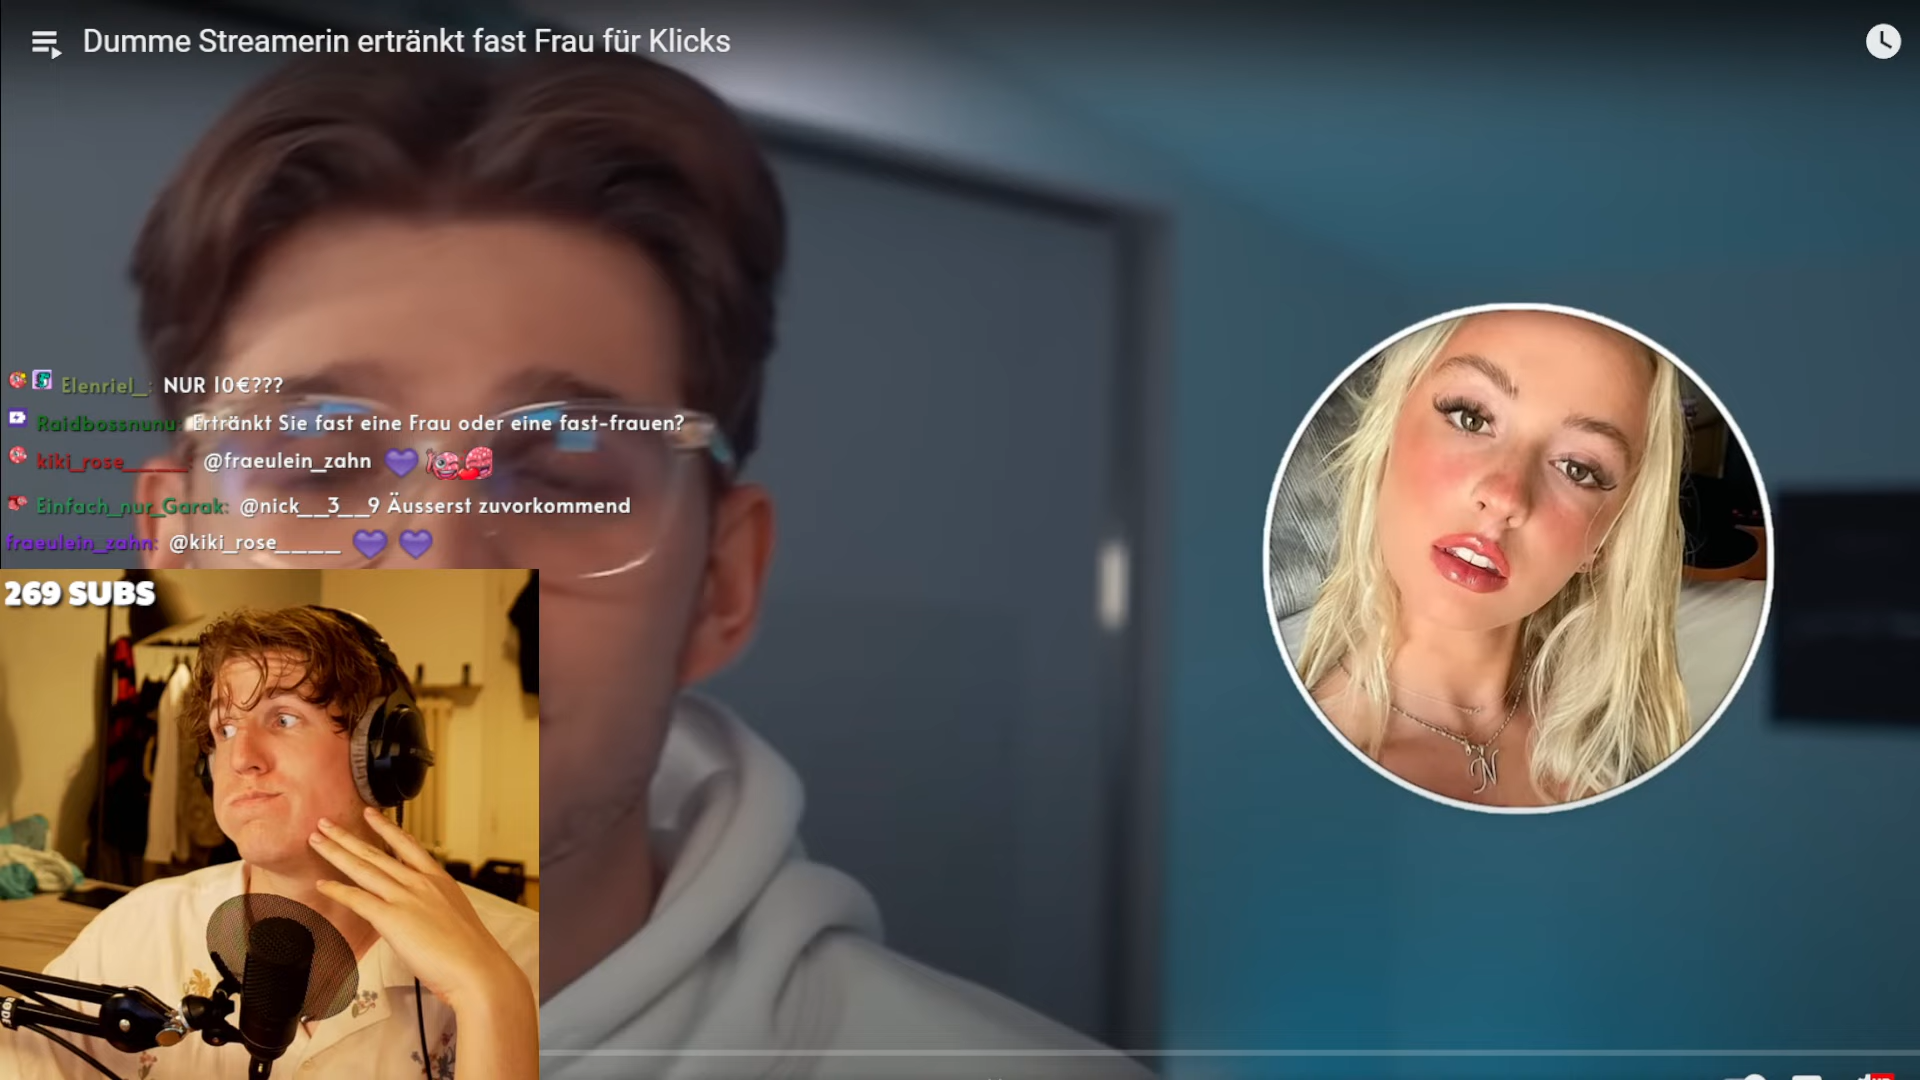 Dumme Streamerin ertränkt fast Frau für Klicks
Elenriel_: NUR 10€???
Raidbossnunu: Ertränkt Sie fast eine Frau oder eine fast-frauen?
kiki_rose_____: @fraeulein_zahn
Einfach_nur_Garak: @nick__3__9 Äusserst zuvorkommend
fraeulein_zahn: @kiki_rose_____
269 SUBS
N